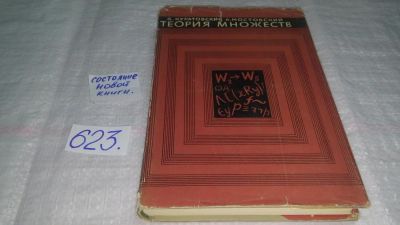 К. КУРАТОВСКИЙ А. МОСТОВСКИЙ
ТЕОРИЯ МНОЖЕСТВ
состояние
новой
книги.
623.